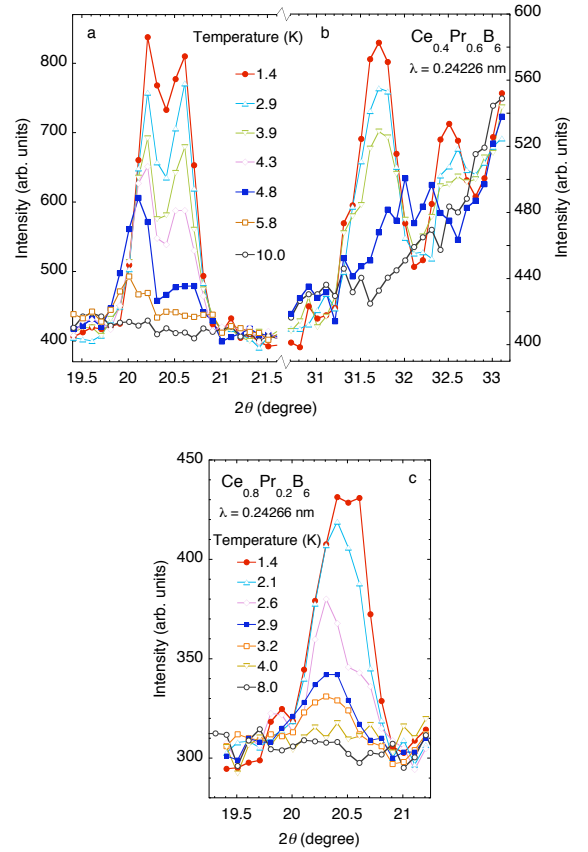 a
Temperature (K)
1.4
2.9
3.9
4.3
4.8
5.8
10.0
b
Ce0.4Pr0.6B6
λ = 0.24226 nm
Intensity (arb. units)
800
700
600
500
400
Intensity (arb. units)
600
560
520
480
440
400
19.5 20 20.5 21 21.5 31 31.5 32 32.5 33
2θ (degree)
2θ (degree)
c
Ce0.8Pr0.2B6
λ = 0.24266 nm
Temperature (K)
1.4
2.1
2.6
2.9
3.2
4.0
8.0
Intensity (arb. units)
450
400
350
300
19.5 20 20.5 21
2θ (degree)